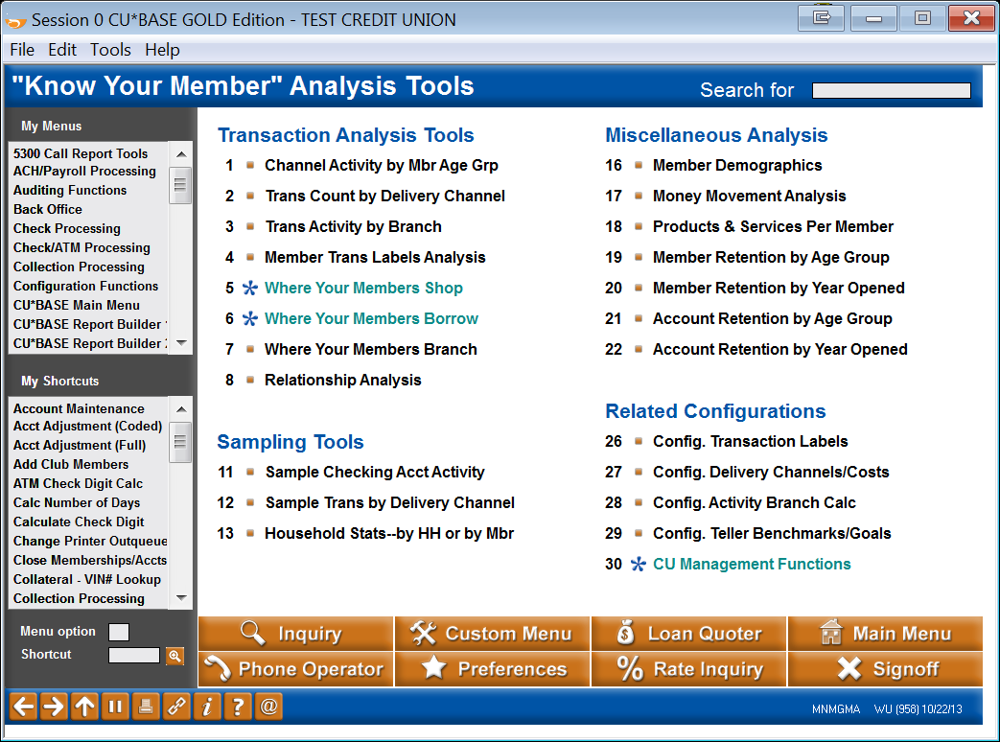 Session 0 CU*BASE GOLD Edition - TEST CREDIT UNION
File Edit Tools Help
"Know Your Member" Analysis Tools
Search for
My Menus
5300 Call Report Tools
ACH/Payroll Processing
Auditing Functions
Back Office
Check Processing
Check/ATM Processing
Collection Processing
Configuration Functions
CU*BASE Main Menu
CU*BASE Report Builder
CU*BASE Report Builder
My Shortcuts
Account Maintenance
Acct Adjustment (Coded)
Acct Adjustment (Full)
Add Club Members
ATM Check Digit Calc
Calc Number of Days
Calculate Check Digit
Change Printer Outqueue
Close Memberships/Accts
Collateral - VIN# Lookup
Collection Processing
Menu option
Shortcut
Transaction Analysis Tools
1 Channel Activity by Mbr Age Grp
2 Trans Count by Delivery Channel
3 Trans Activity by Branch
4 Member Trans Labels Analysis
5 Where Your Members Shop
6 Where Your Members Borrow
7 Where Your Members Branch
8 Relationship Analysis
Sampling Tools
11 Sample Checking Acct Activity
12 Sample Trans by Delivery Channel
13 Household Stats--by HH or by Mbr
Miscellaneous Analysis
16 Member Demographics
17 Money Movement Analysis
18 Products & Services Per Member
19 Member Retention by Age Group
20 Member Retention by Year Opened
21 Account Retention by Age Group
22 Account Retention by Year Opened
Related Configurations
26 Config. Transaction Labels
27 Config. Delivery Channels/Costs
28 Config. Activity Branch Calc
29 Config. Teller Benchmarks/Goals
30 CU Management Functions
Inquiry Custom Menu Loan Quoter Main Menu
Phone Operator Preferences % Rate Inquiry Signoff
i ? @
MNMGMA WU (958) 10/22/13